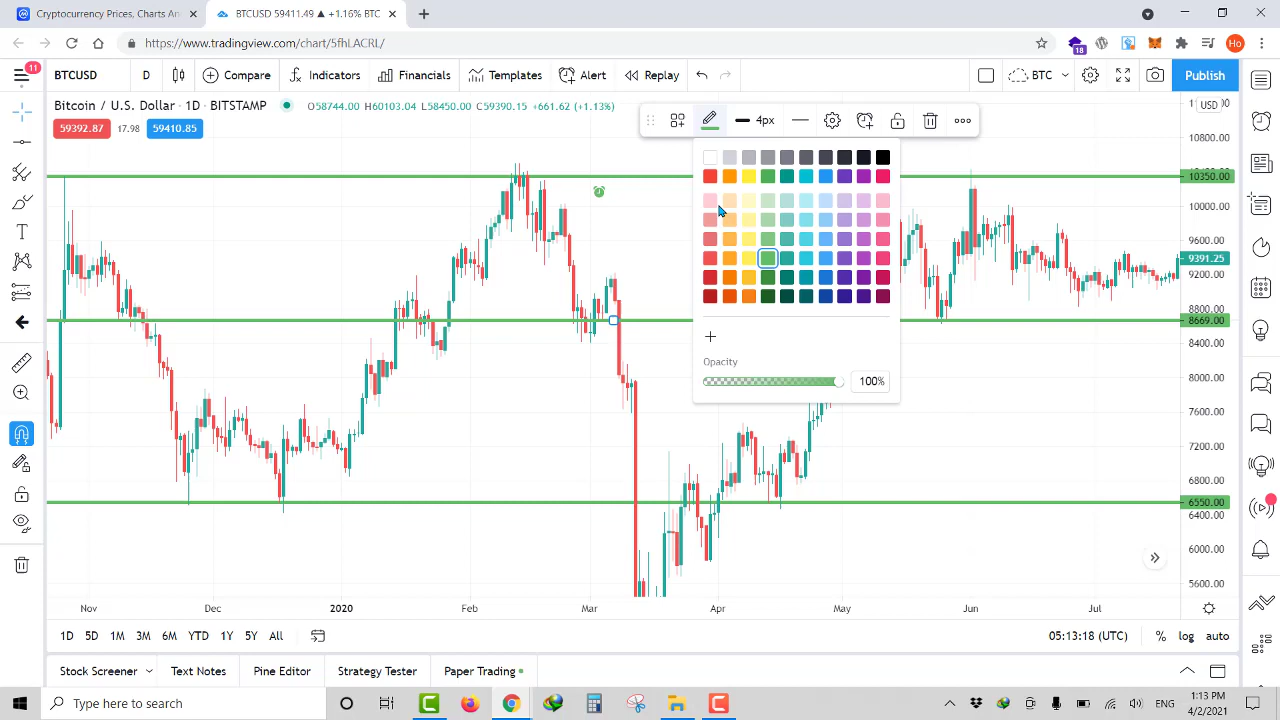 Cryptocurrency Prices, Charts An
BTCUSD 59411.49 ▲ +1.16% BTC
https://www.tradingview.com/chart/5fhLACRL/
18
Ho
11
BTCUSD
D
Compare
Indicators
Financials
Templates
Alert
Replay
BTC
Publish
Bitcoin / U.S. Dollar · 1D · BITSTAMP
O58744.00 H60103.04 L58450.00 C59390.15 +661.62 (+1.13%)
USD
59392.87
17.98
59410.85
4px
10800.00
10350.00
10000.00
9600.00
9391.25
9200.00
8800.00
8669.00
8400.00
8000.00
7600.00
7200.00
6800.00
6550.00
6400.00
6000.00
5600.00
Opacity
100%
Nov
Dec
2020
Feb
Mar
Apr
May
Jun
Jul
1D 5D 1M 3M 6M YTD 1Y 5Y All
05:13:18 (UTC)
%
log
auto
Stock Screener
Text Notes
Pine Editor
Strategy Tester
Paper Trading
Type here to search
ENG
1:13 PM
4/2/2021